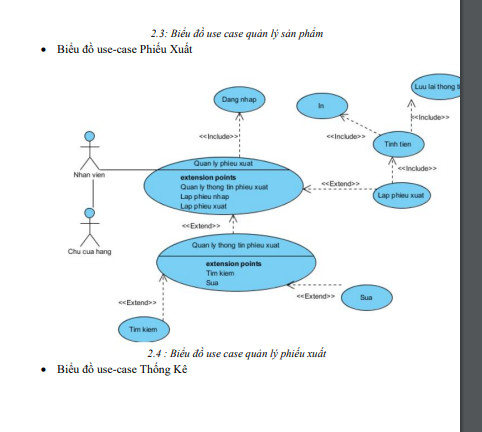 2.3: Biểu đồ use case quản lý sản phẩm
• Biểu đồ use-case Phiếu Xuất
Dang nhap
In
Luu lai thong t
<<Include>>
<<Include>>
<<Include>>
Tinh tien
Nhan vien
Quan ly phieu xuat
extension points
Quan ly thong tin phieu xuat
Lap phieu nhap
Lap phieu xuat
<<Include>>
<<Extend>>
Lap phieu xuat
<<Extend>>
Chu cua hang
Quan ly thong tin phieu xuat
extension points
Tim kiem
Sua
<<Extend>>
<<Extend>>
Sua
Tim kiem
2.4 : Biểu đồ use case quản lý phiếu xuất
• Biểu đồ use-case Thống Kê